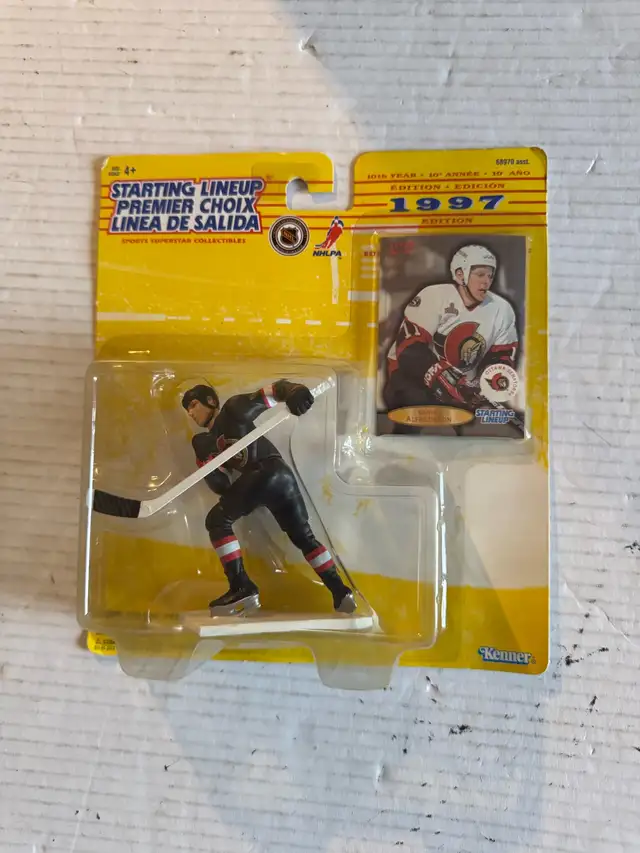 4+
STARTING LINEUP
PREMIER CHOIX
LINEA DE SALIDA
SPORTS SUPERSTAR COLLECTIBLES
NHLPA
68070 asst.
10th YEAR • 10e ANNÉE • 10o AÑO
ÉDITION • EDICIÓN
1997
EDITION
STARTING
LINEUP
Kenner